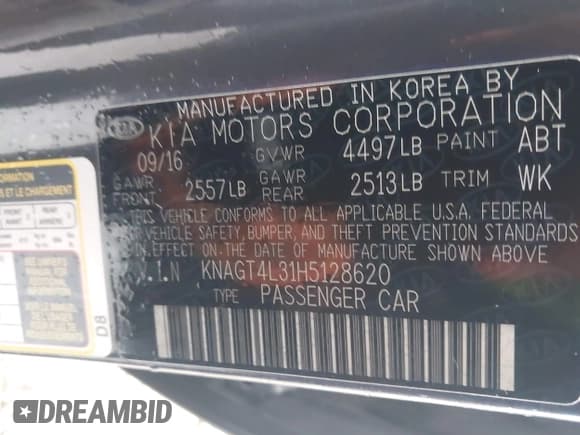 MANUFACTURED IN KOREA BY
KIA KIA MOTORS CORPORATION
09/16 GVWR 4497LB PAINT ABT
GAWR FRONT 2557LB GAWR REAR 2513LB TRIM WK
THIS VEHICLE CONFORMS TO ALL APPLICABLE U.S.A. FEDERAL
MOTOR VEHICLE SAFETY, BUMPER, AND THEFT PREVENTION STANDARDS
IN EFFECT ON THE DATE OF MANUFACTURE SHOWN ABOVE
V.I.N KNAGT4L31H5128620
TYPE PASSENGER CAR
D8
DREAMBID